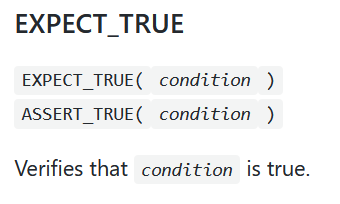 EXPECT_TRUE
EXPECT_TRUE( condition )
ASSERT_TRUE( condition )
Verifies that condition is true.